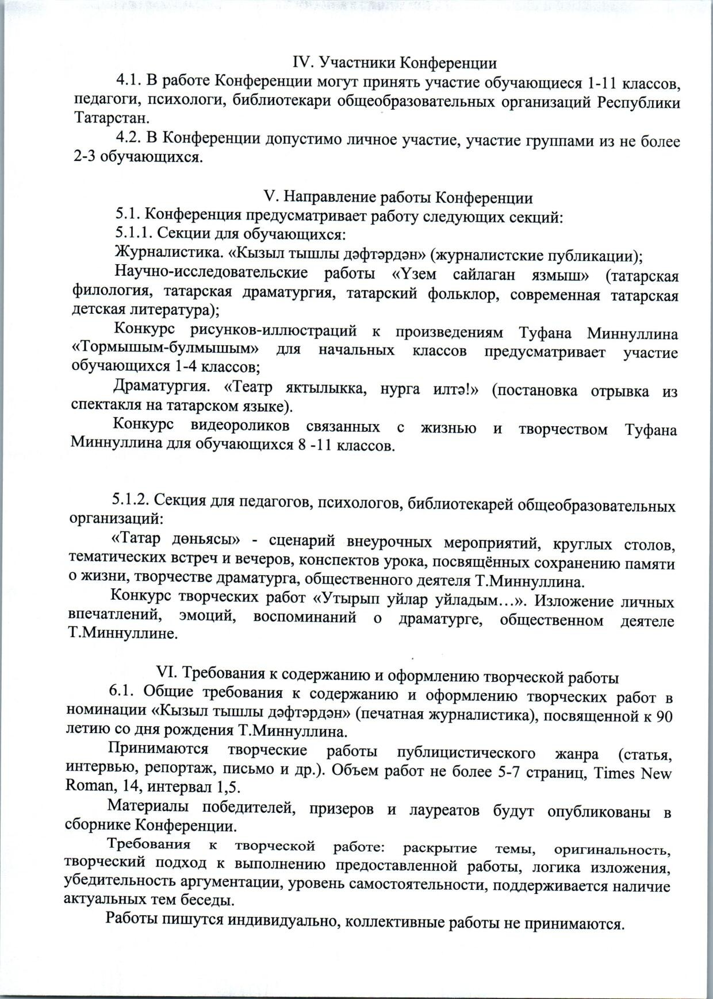 IV. Участники Конференции
4.1. В работе Конференции могут принять участие обучающиеся 1-11 классов,
педагоги, психологи, библиотекари общеобразовательных организаций Республики
Татарстан.
4.2. В Конференции допустимо личное участие, участие группами из не более
2-3 обучающихся.
V. Направление работы Конференции
5.1. Конференция предусматривает работу следующих секций:
5.1.1. Секции для обучающихся:
Журналистика. «Кызыл тышлы дәфтәрдән» (журналистские публикации);
Научно-исследовательские работы «Үзем сайлаган язмыш» (татарская
филология, татарская драматургия, татарский фольклор, современная татарская
детская литература);
Конкурс рисунков-иллюстраций к произведениям Туфана Миннуллина
«Тормышым-булмышым» для начальных классов предусматривает участие
обучающихся 1-4 классов;
Драматургия. «Театр яктылыкка, нурга илтә!» (постановка отрывка из
спектакля на татарском языке).
Конкурс видеороликов связанных с жизнью и творчеством Туфана
Миннуллина для обучающихся 8 -11 классов.
5.1.2. Секция для педагогов, психологов, библиотекарей общеобразовательных
организаций:
«Татар дөньясы» - сценарий внеурочных мероприятий, круглых столов,
тематических встреч и вечеров, конспектов урока, посвящённых сохранению памяти
о жизни, творчестве драматурга, общественного деятеля Т.Миннуллина.
Конкурс творческих работ «Утырып уйлар уйладым…». Изложение личных
впечатлений, эмоций, воспоминаний о драматурге, общественном деятеле
Т.Миннуллине.
VI. Требования к содержанию и оформлению творческой работы
6.1. Общие требования к содержанию и оформлению творческих работ в
номинации «Кызыл тышлы дәфтәрдән» (печатная журналистика), посвященной к 90
летию со дня рождения Т.Миннуллина.
Принимаются творческие работы публицистического жанра (статья,
интервью, репортаж, письмо и др.). Объем работ не более 5-7 страниц, Times New
Roman, 14, интервал 1,5.
Материалы победителей, призеров и лауреатов будут опубликованы в
сборнике Конференции.
Требования к творческой работе: раскрытие темы, оригинальность,
творческий подход к выполнению предоставленной работы, логика изложения,
убедительность аргументации, уровень самостоятельности, поддерживается наличие
актуальных тем беседы.
Работы пишутся индивидуально, коллективные работы не принимаются.